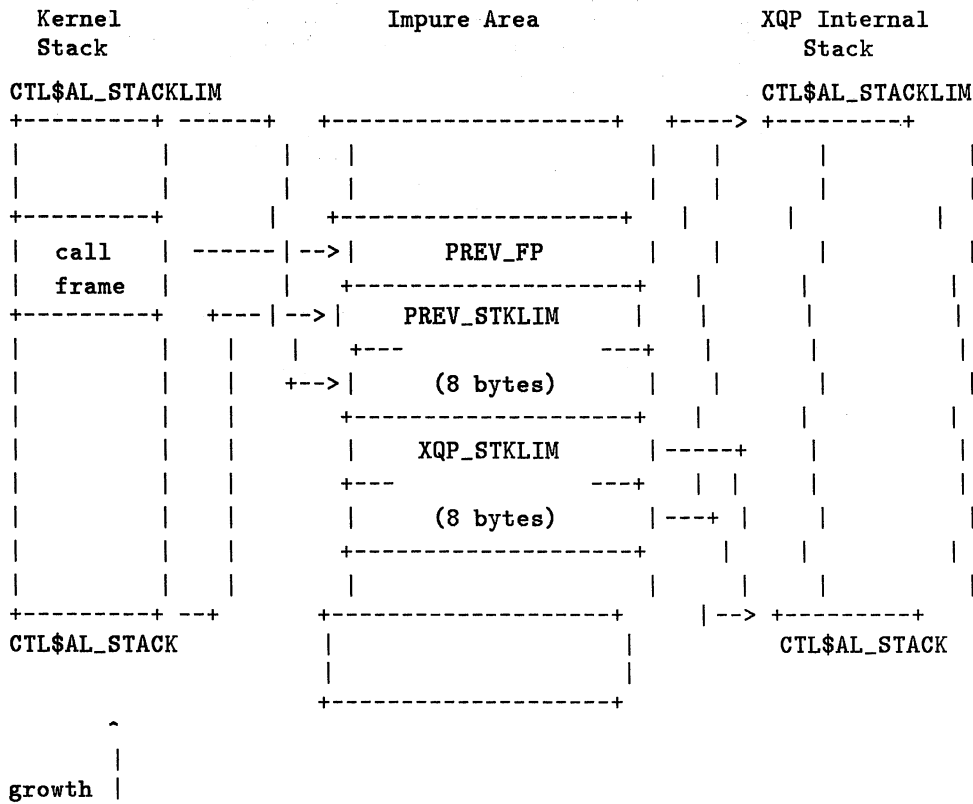 Kernel Impure Area XQP Internal
Stack Stack
CTL$AL_STACKLIM CTL$AL_STACKLIM
call PREV_FP
frame
PREV_STKLIM
(8 bytes)
XQP_STKLIM
(8 bytes)
CTL$AL_STACK CTL$AL_STACK
growth